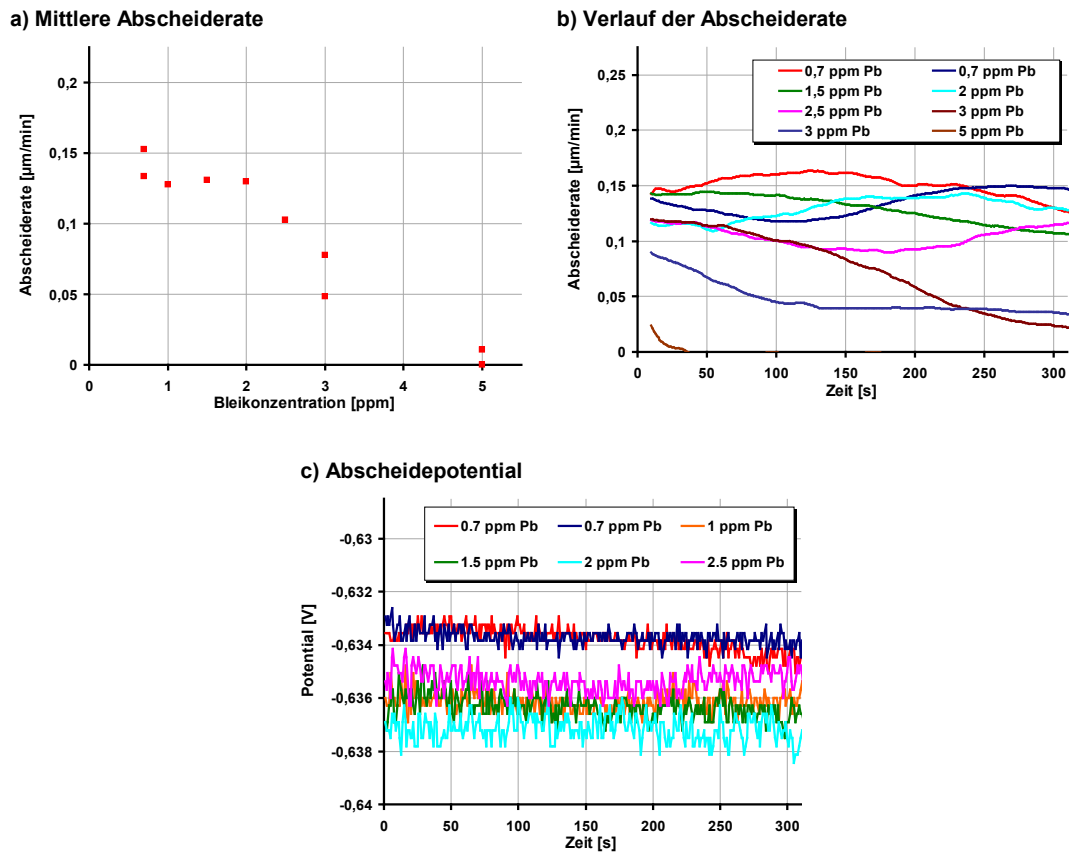 a) Mittlere Abscheiderate
0,2
0,15
0,1
0,05
0
0 1 2 3 4 5
Abscheiderate [µm/min]
Bleikonzentration [ppm]
b) Verlauf der Abscheiderate
0,7 ppm Pb 0,7 ppm Pb
1,5 ppm Pb 2 ppm Pb
2,5 ppm Pb 3 ppm Pb
3 ppm Pb 5 ppm Pb
0,25
0,2
0,15
0,1
0,05
0
0 50 100 150 200 250 300
Abscheiderate [µm/min]
Zeit [s]
c) Abscheidepotential
0.7 ppm Pb 0.7 ppm Pb 1 ppm Pb
1.5 ppm Pb 2 ppm Pb 2.5 ppm Pb
-0,63
-0,632
-0,634
-0,636
-0,638
-0,64
0 50 100 150 200 250 300
Potential [V]
Zeit [s]